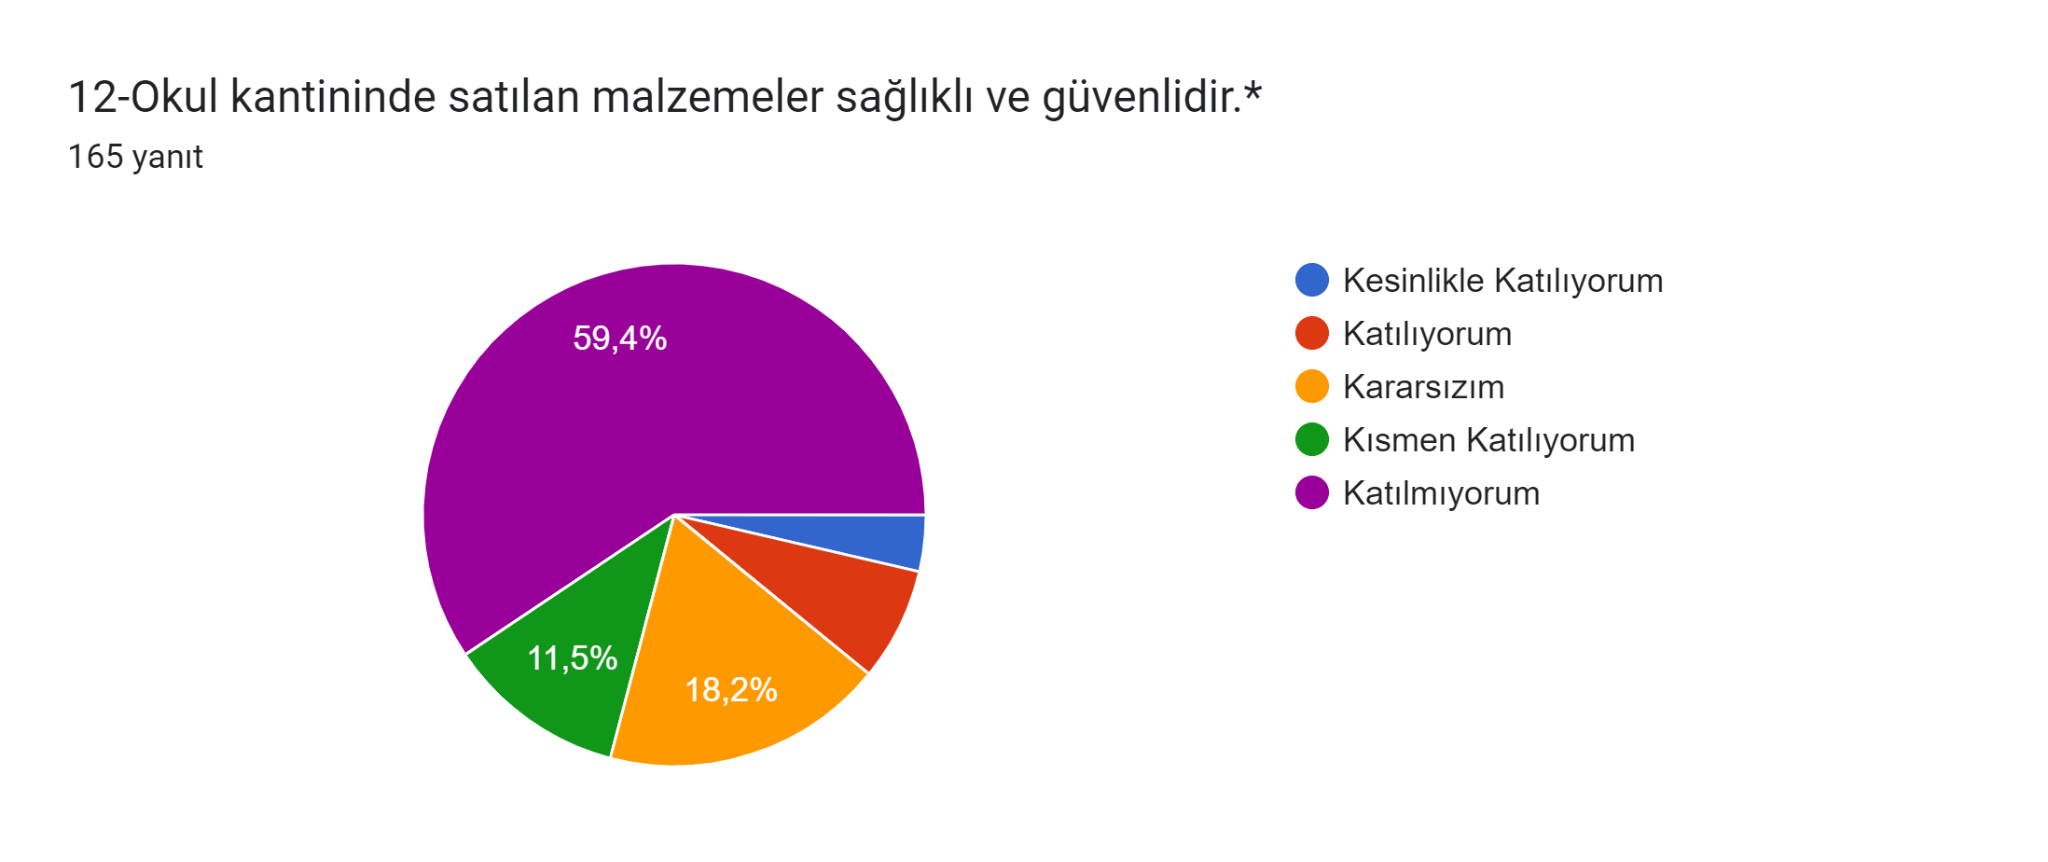 12-Okul kantininde satılan malzemeler sağlıklı ve güvenlidir.*
165 yanıt
59,4%
11,5%
18,2%
Kesinlikle Katılıyorum
Katılıyorum
Kararsızım
Kısmen Katılıyorum
Katılmıyorum